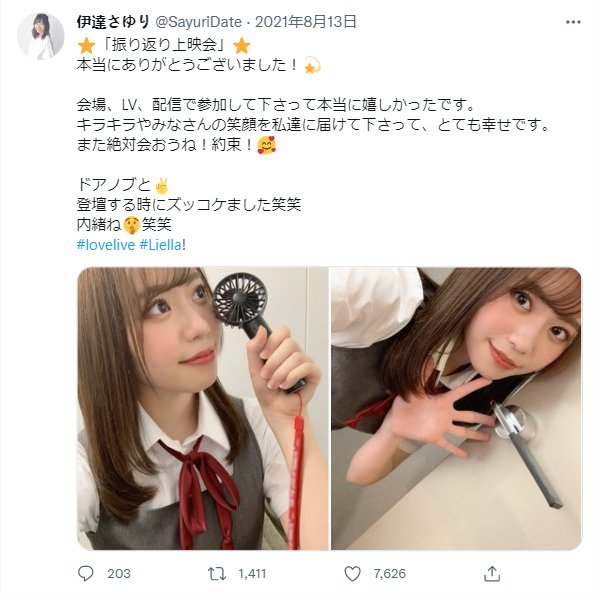 伊達さゆり @SayuriDate · 2021年8月13日
⭐「振り返り上映会」⭐
本当にありがとうございました！💫
会場、LV、配信で参加して下さって本当に嬉しかったです。
キラキラやみなさんの笑顔を私達に届けて下さって、とても幸せです。
また絶対会おうね！約束！🥰
ドアノブと✌
登壇する時にズッコケました笑笑
内緒ね🤫笑笑
#lovelive #Liella!
203 1,411 7,626